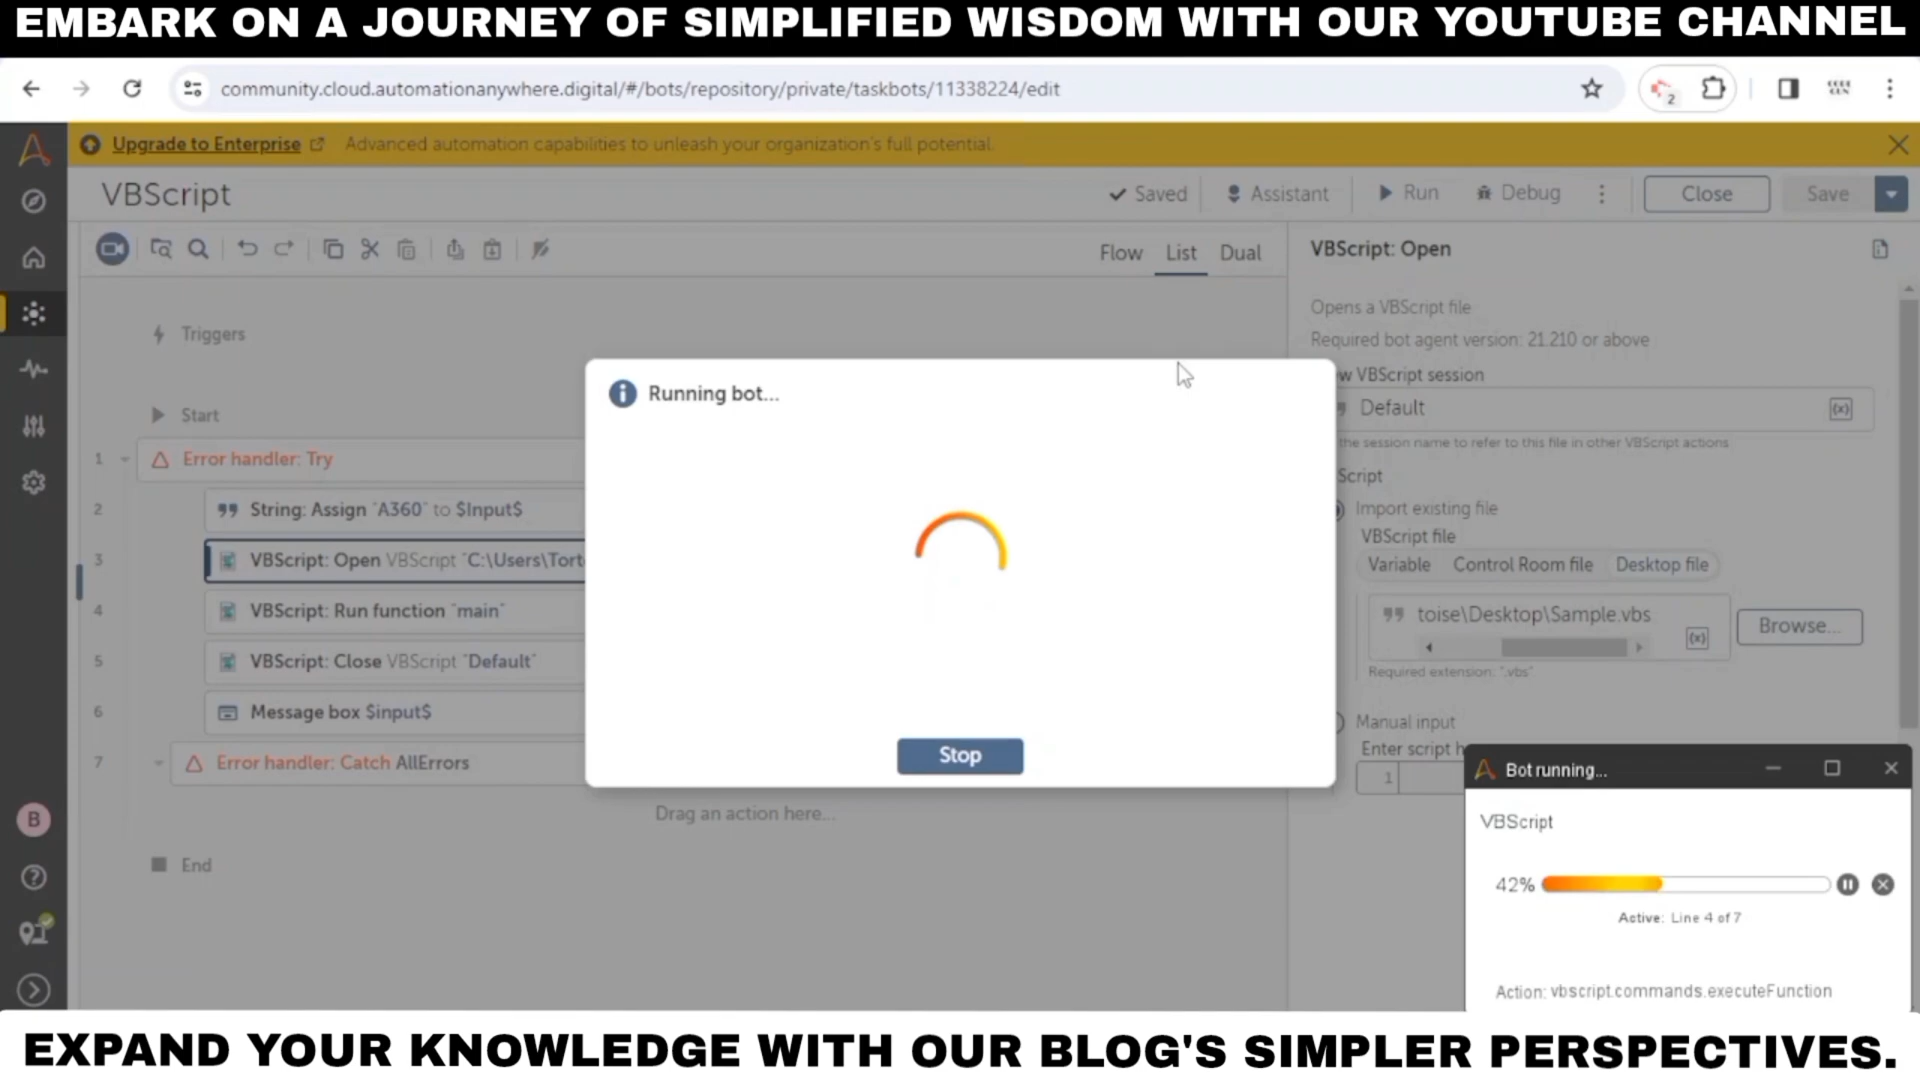 EMBARK ON A JOURNEY OF SIMPLIFIED WISDOM WITH OUR YOUTUBE CHANNEL
community.cloud.automationanywhere.digital/#/bots/repository/private/taskbots/11338224/edit
2
Upgrade to Enterprise Advanced automation capabilities to unleash your organization's full potential.
VBScript
Saved Assistant Run Debug Close Save
Flow List Dual
VBScript: Open
Opens a VBScript file
Required bot agent version: 21.210 or above
Triggers
w VBScript session
Default
(x)
the session name to refer to this file in other VBScript actions
Running bot...
Start
1 Error handler: Try
Script
2 String: Assign "A360" to $Input$
Import existing file
VBScript file
3 VBScript: Open VBScript "C:\Users\Tort
Variable Control Room file Desktop file
4 VBScript: Run function "main"
toise\Desktop\Sample.vbs
(x)
Browse...
5 VBScript: Close VBScript "Default"
Required extension: ".vbs"
6 Message box $input$
Manual input
Enter script h
1
7 Error handler: Catch AllErrors
Stop
Drag an action here...
End
B
Bot running...
VBScript
42%
Active: Line 4 of 7
Action: vbscript.commands.executeFunction
EXPAND YOUR KNOWLEDGE WITH OUR BLOG'S SIMPLER PERSPECTIVES.